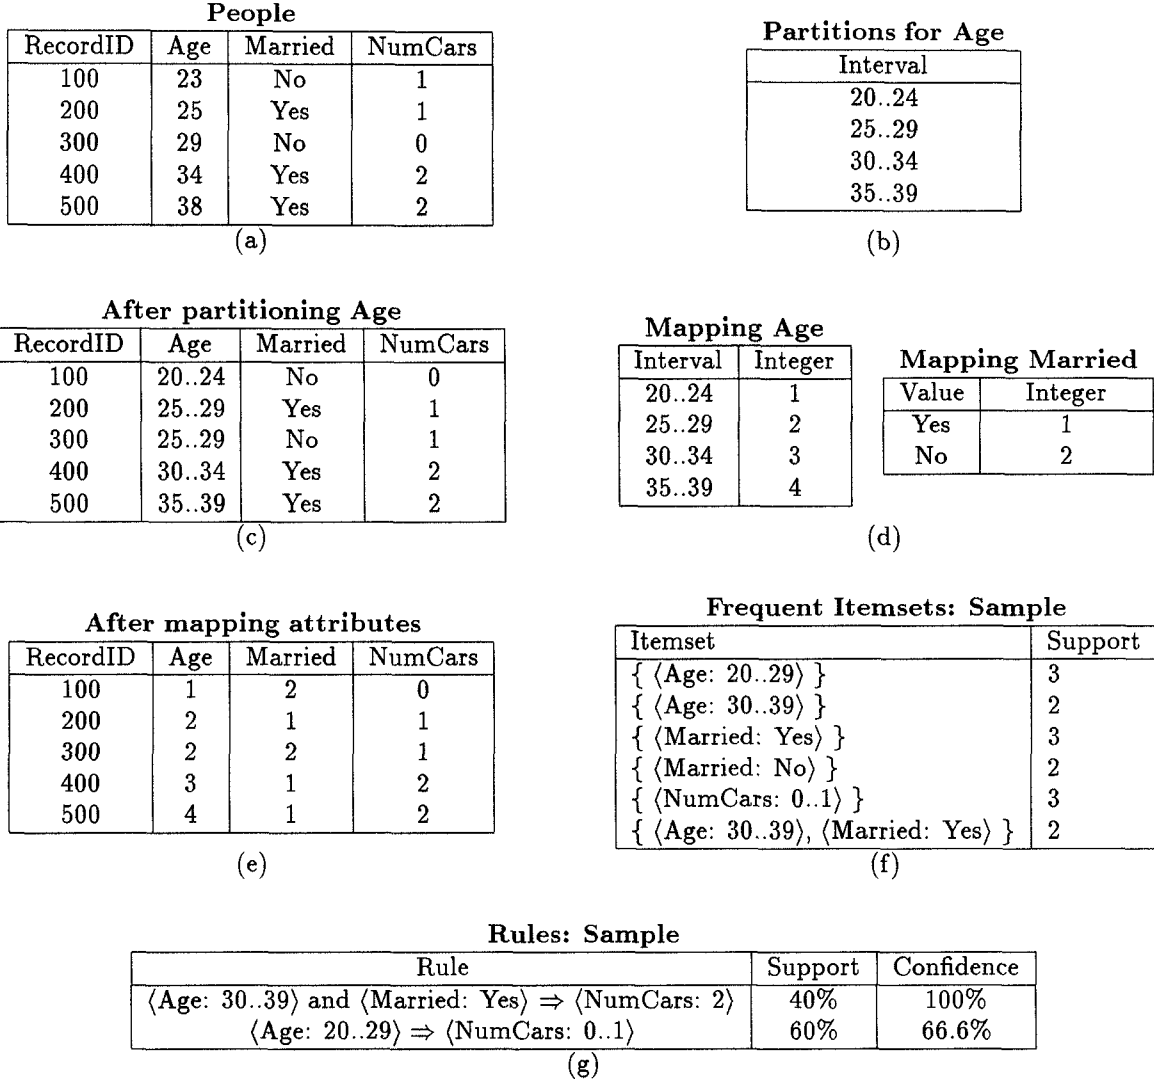 People
RecordID Age Married NumCars
100 23 No 1
200 25 Yes 1
300 29 No 0
400 34 Yes 2
500 38 Yes 2
(a)
Partitions for Age
Interval
20..24
25..29
30..34
35..39
(b)
After partitioning Age
RecordID Age Married NumCars
100 20..24 No 0
200 25..29 Yes 1
300 25..29 No 1
400 30..34 Yes 2
500 35..39 Yes 2
(c)
Mapping Age
Interval Integer
20..24 1
25..29 2
30..34 3
35..39 4
Mapping Married
Value Integer
Yes 1
No 2
(d)
After mapping attributes
RecordID Age Married NumCars
100 1 2 0
200 2 1 1
300 2 2 1
400 3 1 2
500 4 1 2
(e)
Frequent Itemsets: Sample
Itemset Support
{ ⟨Age: 20..29⟩ } 3
{ ⟨Age: 30..39⟩ } 2
{ ⟨Married: Yes⟩ } 3
{ ⟨Married: No⟩ } 2
{ ⟨NumCars: 0..1⟩ } 3
{ ⟨Age: 30..39⟩, ⟨Married: Yes⟩ } 2
(f)
Rules: Sample
Rule Support Confidence
⟨Age: 30..39⟩ and ⟨Married: Yes⟩ ⇒ ⟨NumCars: 2⟩ 40% 100%
⟨Age: 20..29⟩ ⇒ ⟨NumCars: 0..1⟩ 60% 66.6%
(g)